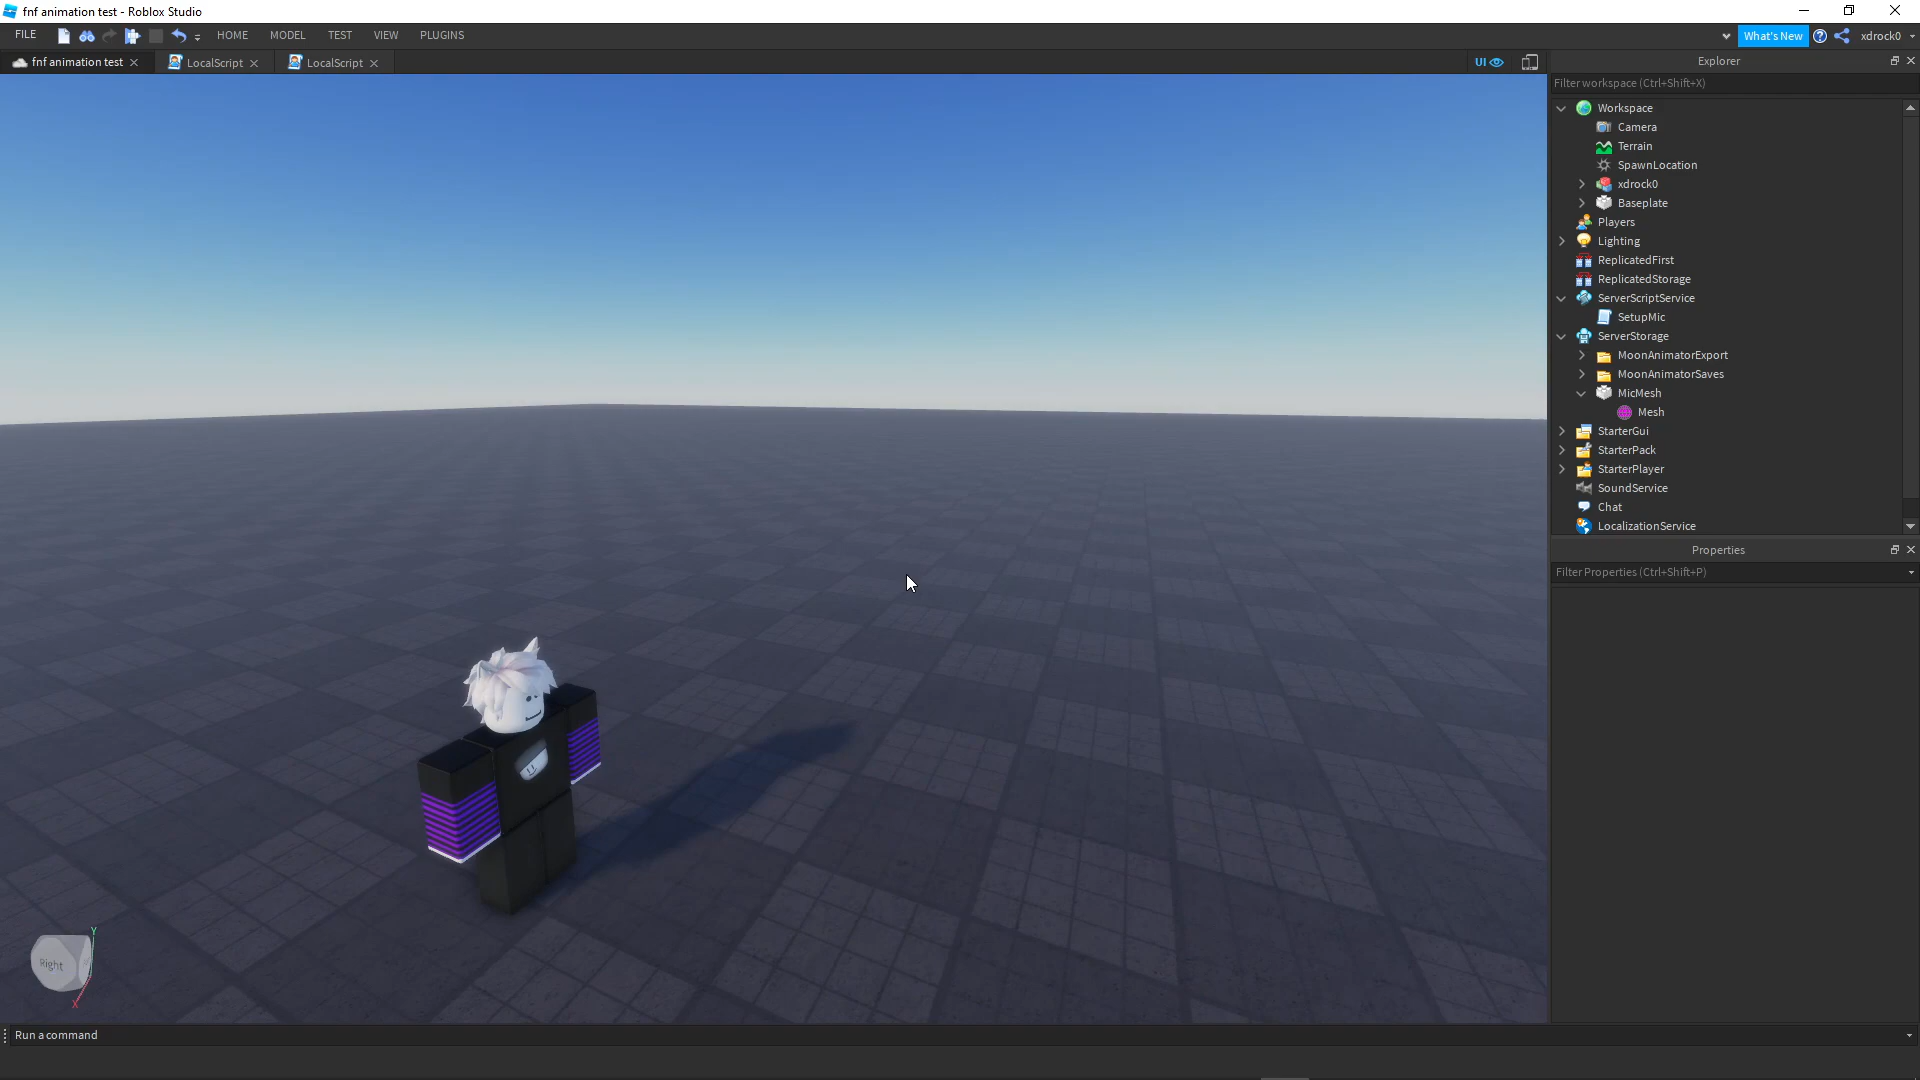 fnf animation test - Roblox Studio
FILE HOME MODEL TEST VIEW PLUGINS What's New xdrock0
fnf animation test LocalScript LocalScript UI
Explorer
Filter workspace (Ctrl+Shift+X)
Workspace
Camera
Terrain
SpawnLocation
xdrock0
Baseplate
Players
Lighting
ReplicatedFirst
ReplicatedStorage
ServerScriptService
SetupMic
ServerStorage
MoonAnimatorExport
MoonAnimatorSaves
MicMesh
Mesh
StarterGui
StarterPack
StarterPlayer
SoundService
Chat
LocalizationService
Properties
Filter Properties (Ctrl+Shift+P)
Y
Right
X
Run a command